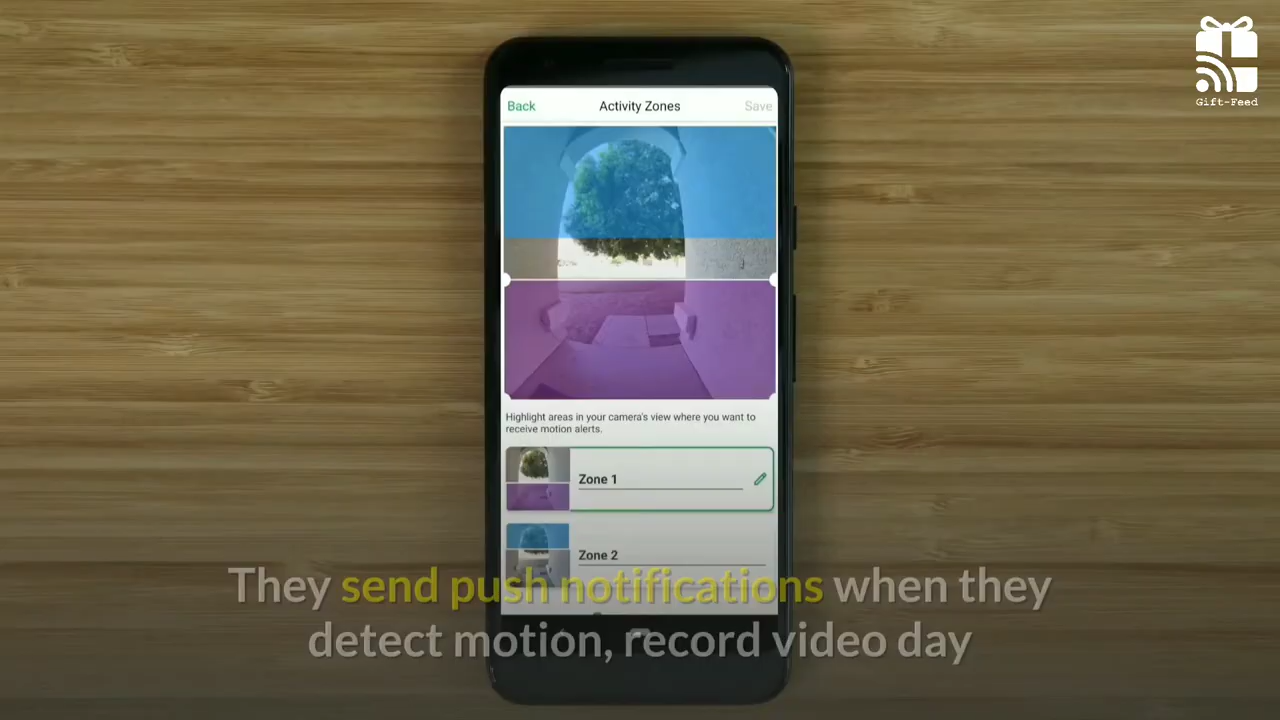 Gift-Feed
Back
Activity Zones
Save
Highlight areas in your camera's view where you want to
receive motion alerts.
Zone 1
Zone 2
They send push notifications when they
detect motion, record video day